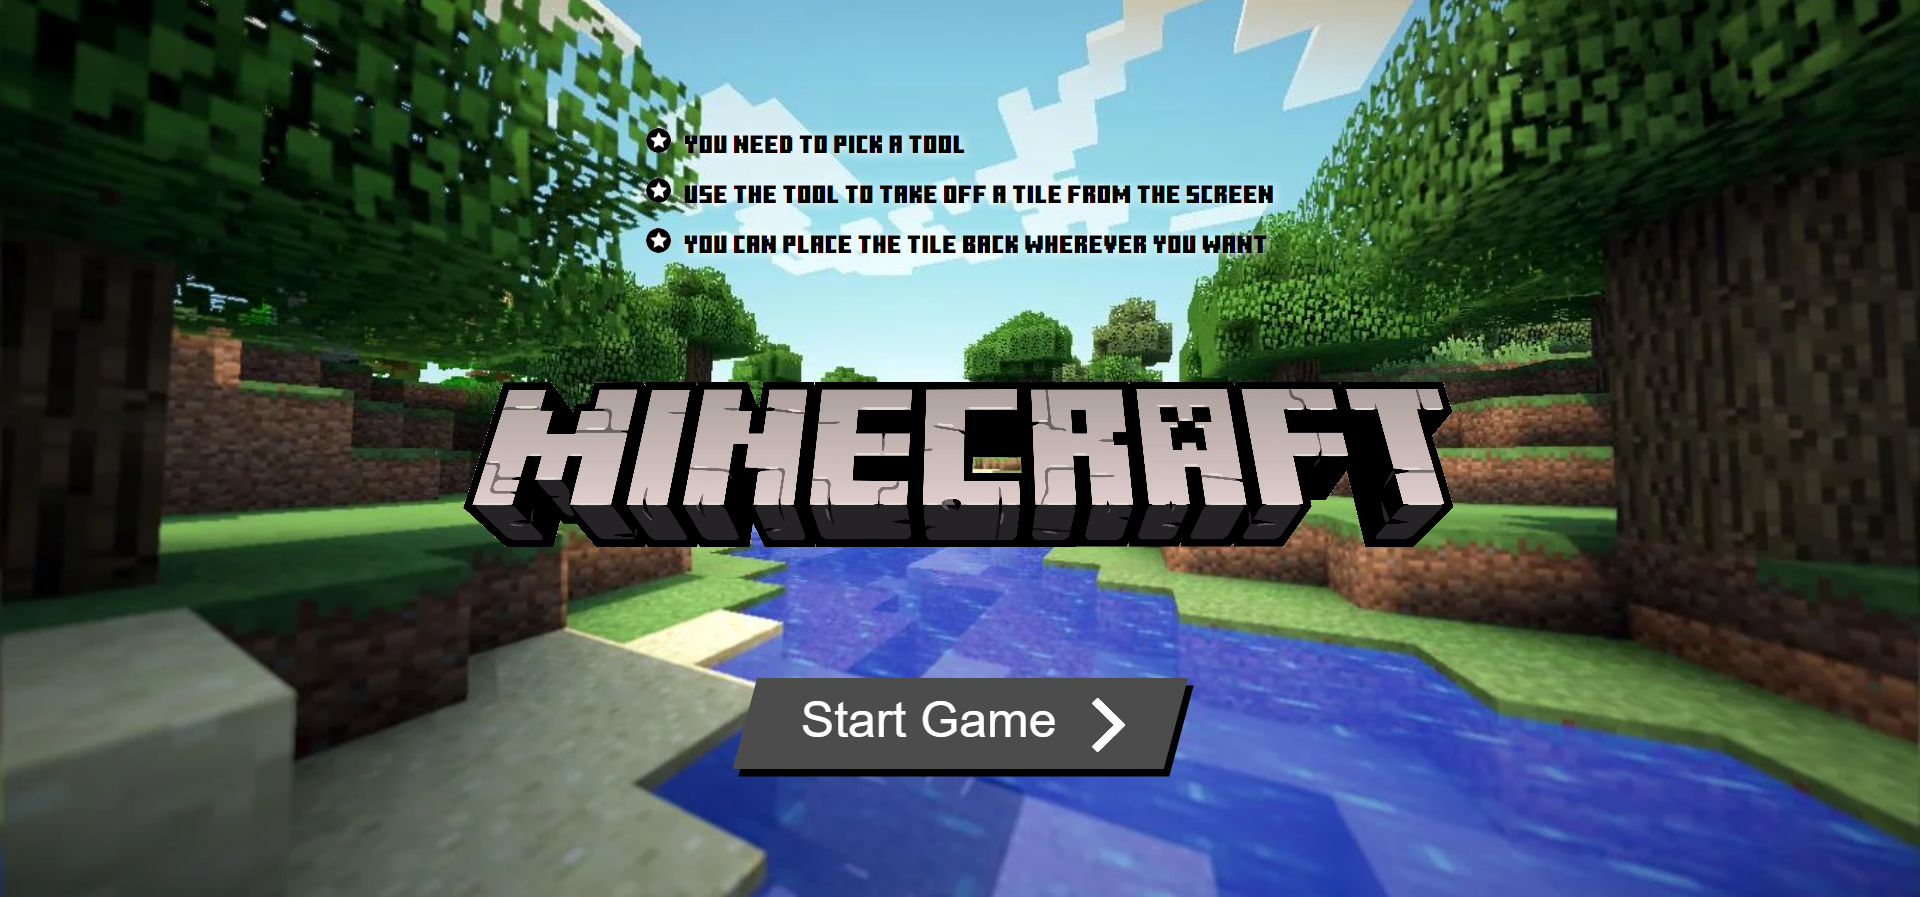 YOU NEED TO PICK A TOOL
USE THE TOOL TO TAKE OFF A TILE FROM THE SCREEN
YOU CAN PLACE THE TILE BACK WHEREVER YOU WANT
MINECRAFT
Start Game